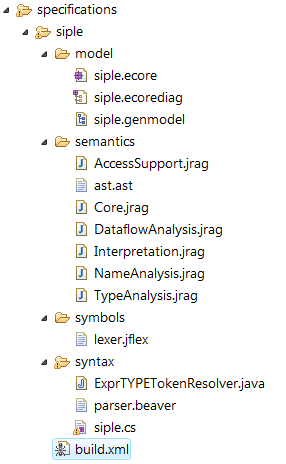 specifications
siple
model
siple.ecore
siple.ecorediag
siple.genmodel
semantics
AccessSupport.jrag
ast.ast
Core.jrag
DataflowAnalysis.jrag
Interpretation.jrag
NameAnalysis.jrag
TypeAnalysis.jrag
symbols
lexer.jflex
syntax
ExprTYPETokenResolver.java
parser.beaver
siple.cs
build.xml